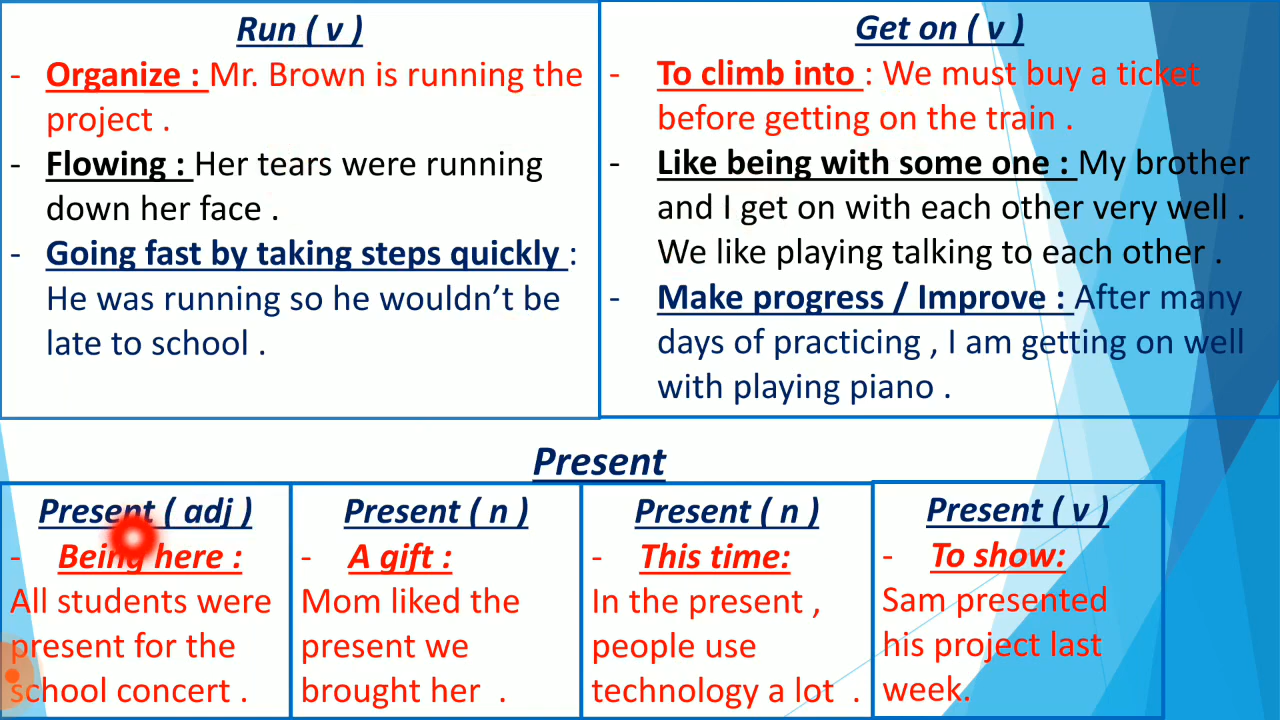 Run ( v )
- Organize : Mr. Brown is running the
project .
- Flowing : Her tears were running
down her face .
- Going fast by taking steps quickly :
He was running so he wouldn’t be
late to school .
Get on ( v )
- To climb into : We must buy a ticket
before getting on the train .
- Like being with some one : My brother
and I get on with each other very well .
We like playing talking to each other .
- Make progress / Improve : After many
days of practicing , I am getting on well
with playing piano .
Present
Present ( adj )
- Being here :
All students were
present for the
school concert .
Present ( n )
- A gift :
Mom liked the
present we
brought her .
Present ( n )
- This time:
In the present ,
people use
technology a lot .
Present ( v )
- To show:
Sam presented
his project last
week.